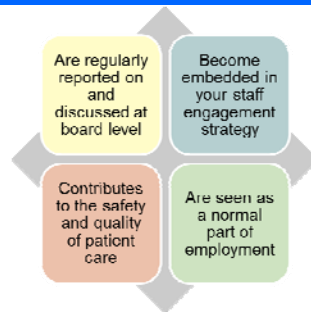 Are regularly
reported on
and
discussed at
board level
Become
embedded in
your staff
engagement
strategy
Contributes
to the safety
and quality
of patient
care
Are seen as
a normal
part of
employment